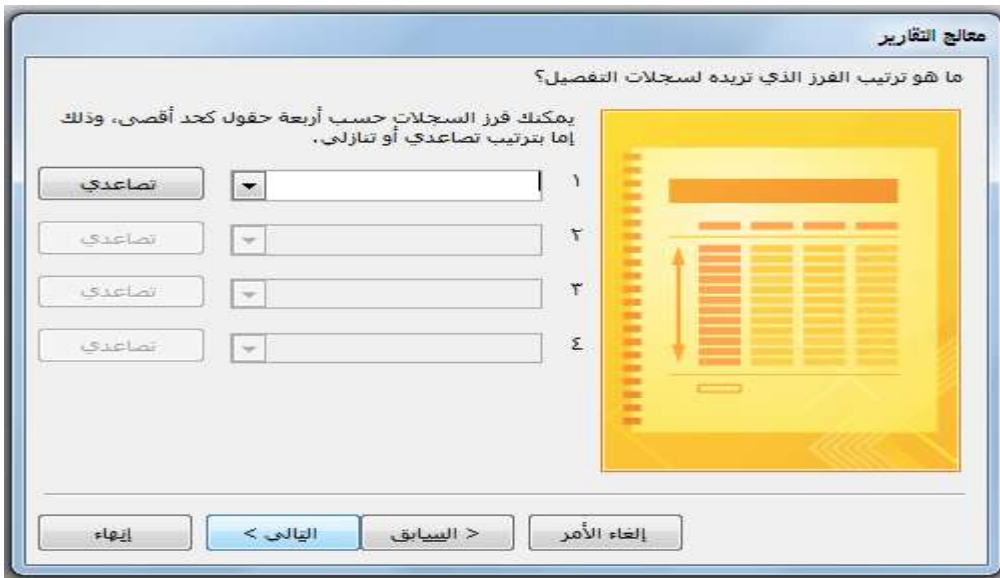 معالج التقارير
ما هو ترتيب الفرز الذي تريده لسجلات التفصيل؟
يمكنك فرز السجلات حسب أربعة حقول كحد أقصى، وذلك
إما بترتيب تصاعدي أو تنازلي.
١ تصاعدي
٢ تصاعدي
٣ تصاعدي
٤ تصاعدي
إلغاء الأمر < السابق التالي > إنهاء